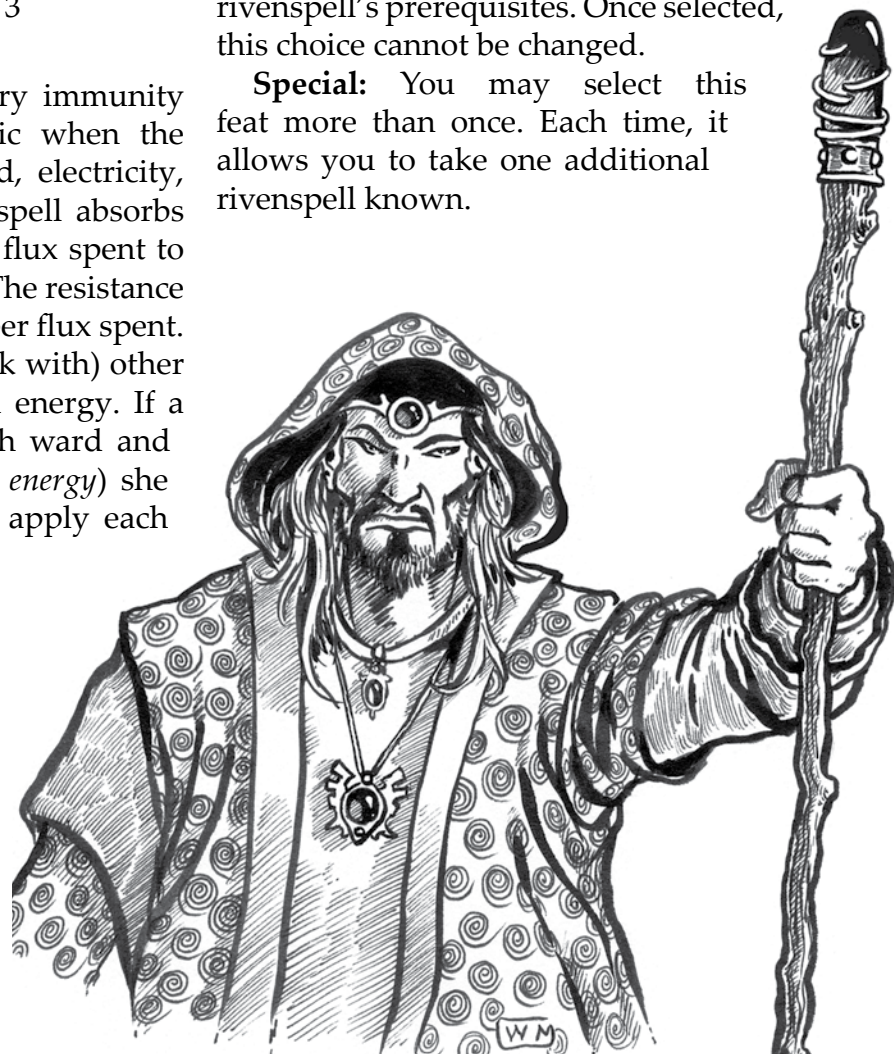 3
ry immunity
ic when the
d, electricity,
spell absorbs
flux spent to
The resistance
er flux spent.
k with) other
energy. If a
h ward and
energy) she
apply each
rivenspell's prerequisites. Once selected,
this choice cannot be changed.
Special: You may select this
feat more than once. Each time, it
allows you to take one additional
rivenspell known.
WM